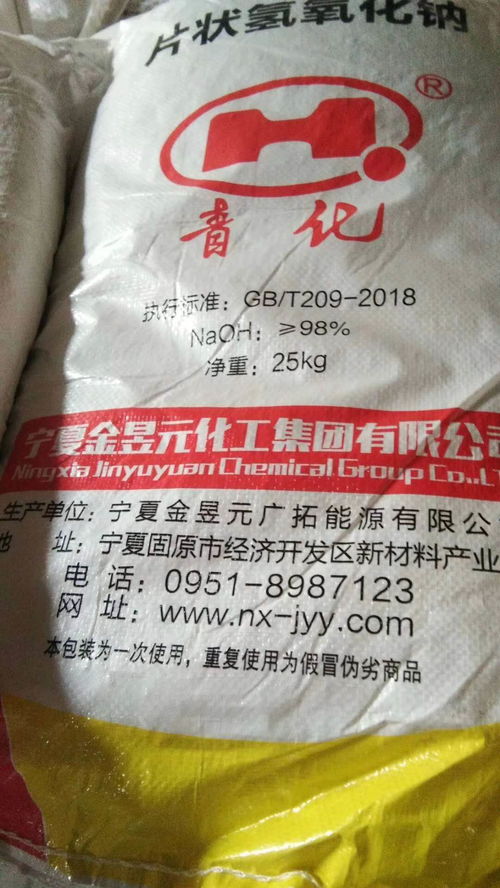 片状氢氧化钠
®
青化
执行标准：GB/T209-2018
NaOH：≥98%
净重：25kg
宁夏金昱元化工集团有限公司
Ningxia Jinyuyuan Chemical Group Co.,L
生产单位：宁夏金昱元广拓能源有限公
地 址：宁夏固原市经济开发区新材料产业
电 话：0951-8987123
网 址：www.nx-jyy.com
本包装为一次使用，重复使用为假冒伪劣商品